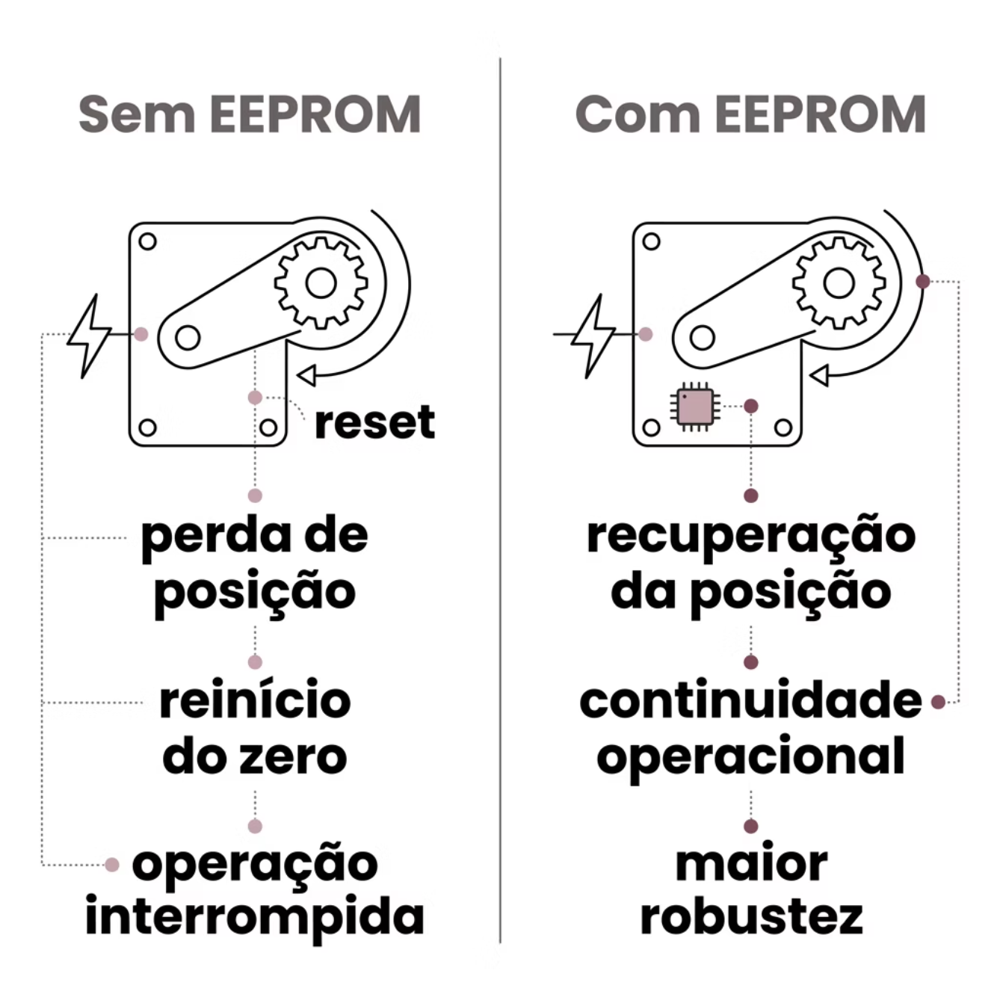 Sem EEPROM
reset
perda de
posição
reinício
do zero
operação
interrompida
Com EEPROM
recuperação
da posição
continuidade
operacional
maior
robustez